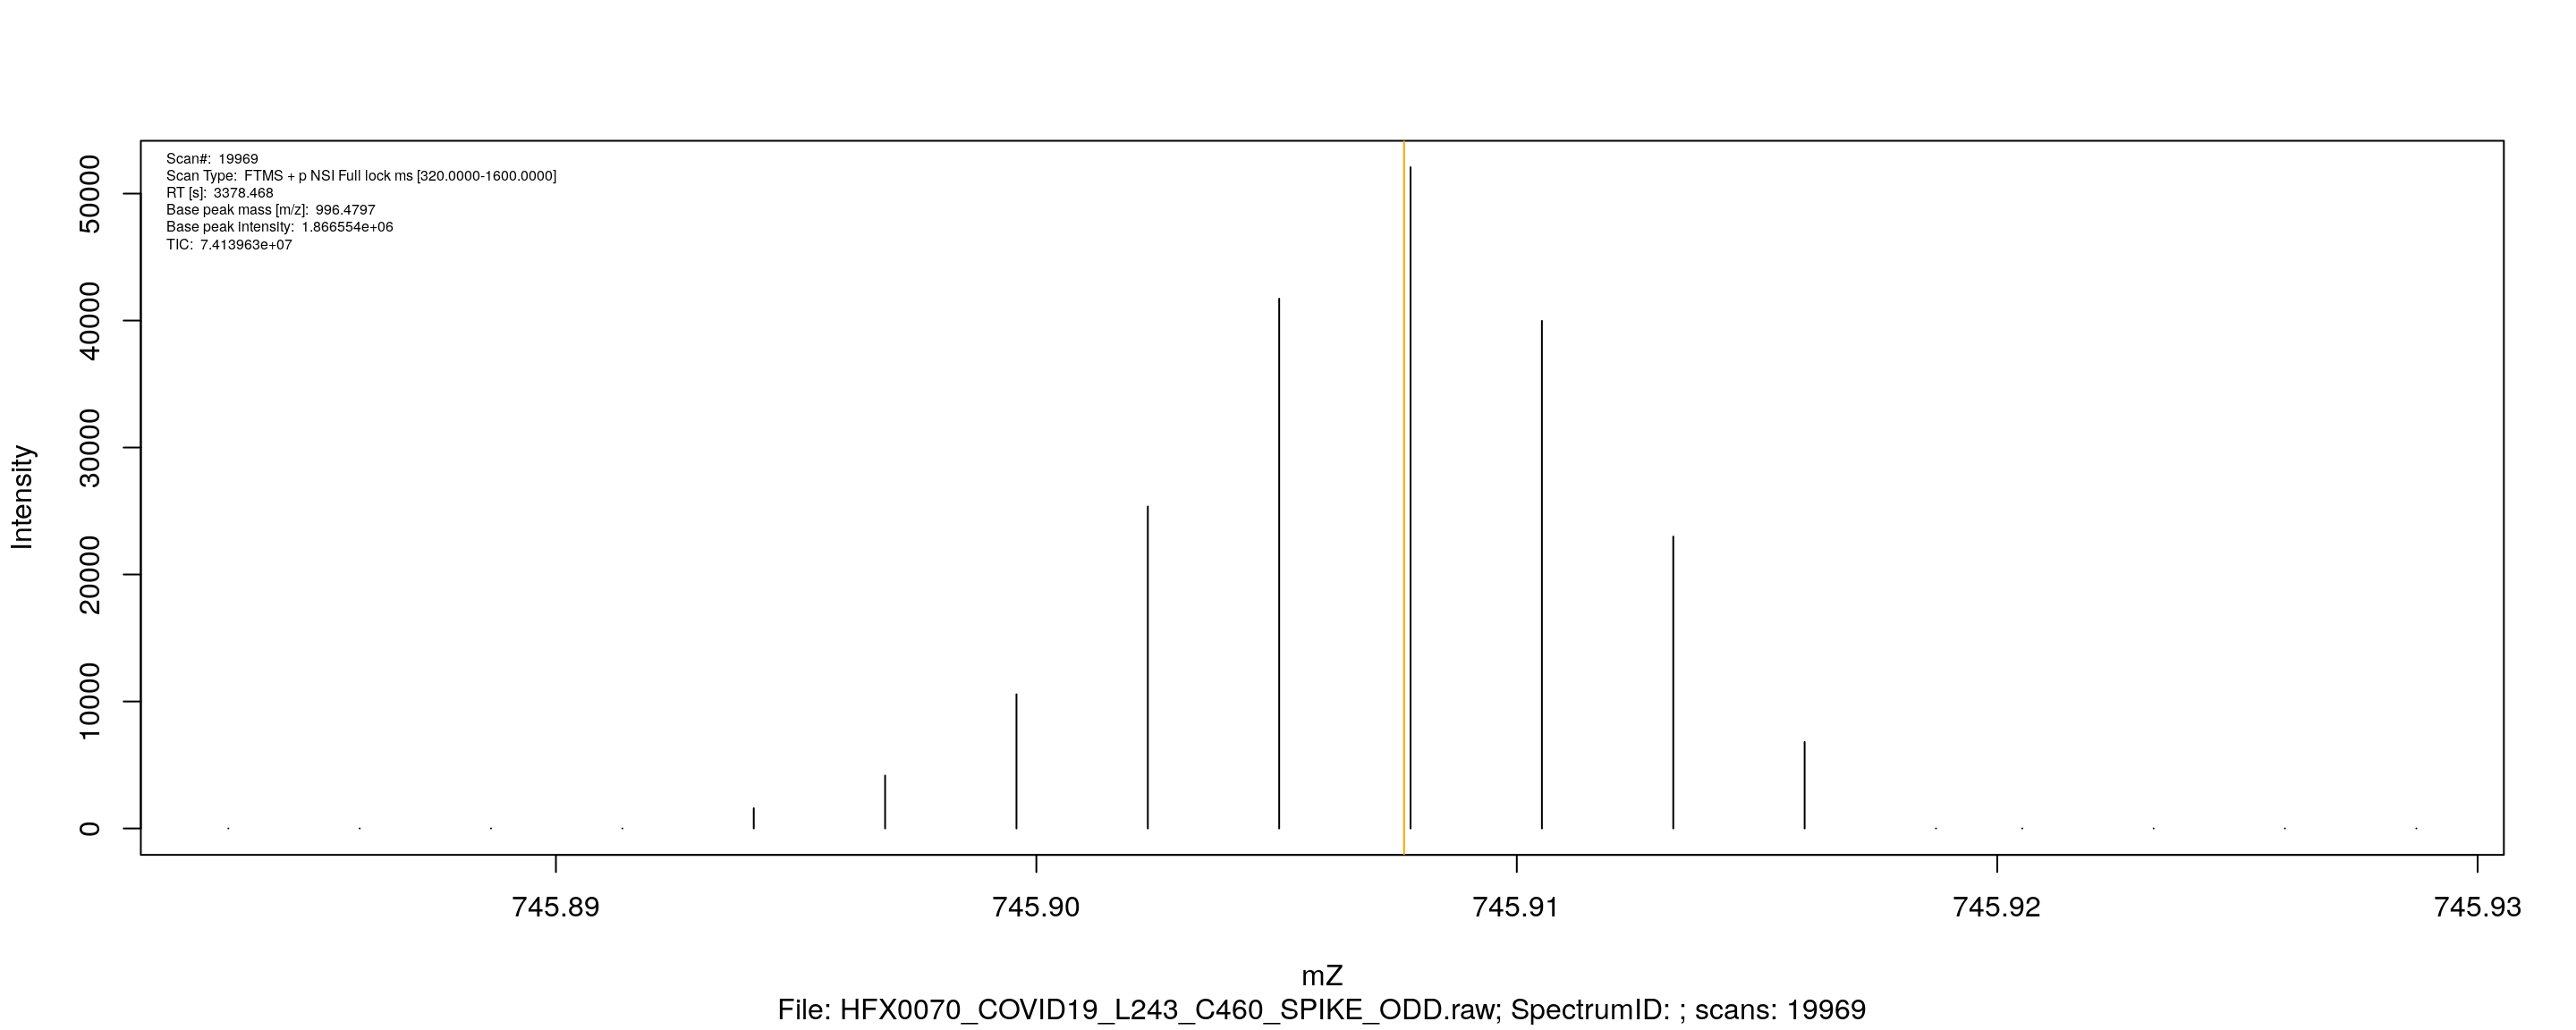 Scan#: 19969
Scan Type: FTMS + p NSI Full lock ms [320.0000-1600.0000]
RT [s]: 3378.468
Base peak mass [m/z]: 996.4797
Base peak intensity: 1.866554e+06
TIC: 7.413963e+07
Intensity
50000
40000
30000
20000
10000
0
745.89 745.90 745.91 745.92 745.93
mZ
File: HFX0070_COVID19_L243_C460_SPIKE_ODD.raw; SpectrumID: ; scans: 19969